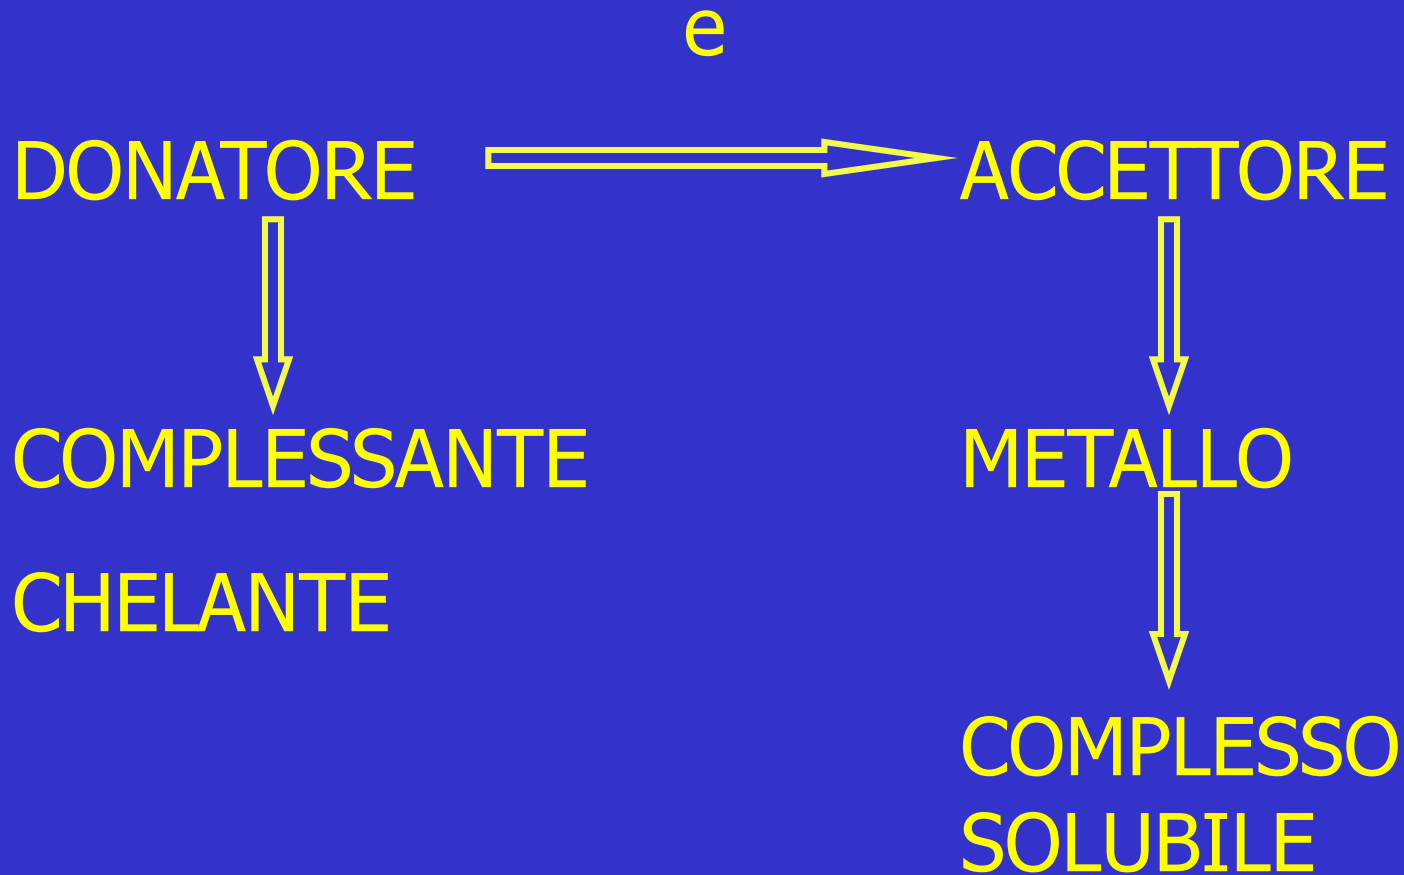 e
DONATORE ACCETTORE
COMPLESSANTE METALLO
CHELANTE
COMPLESSO
SOLUBILE